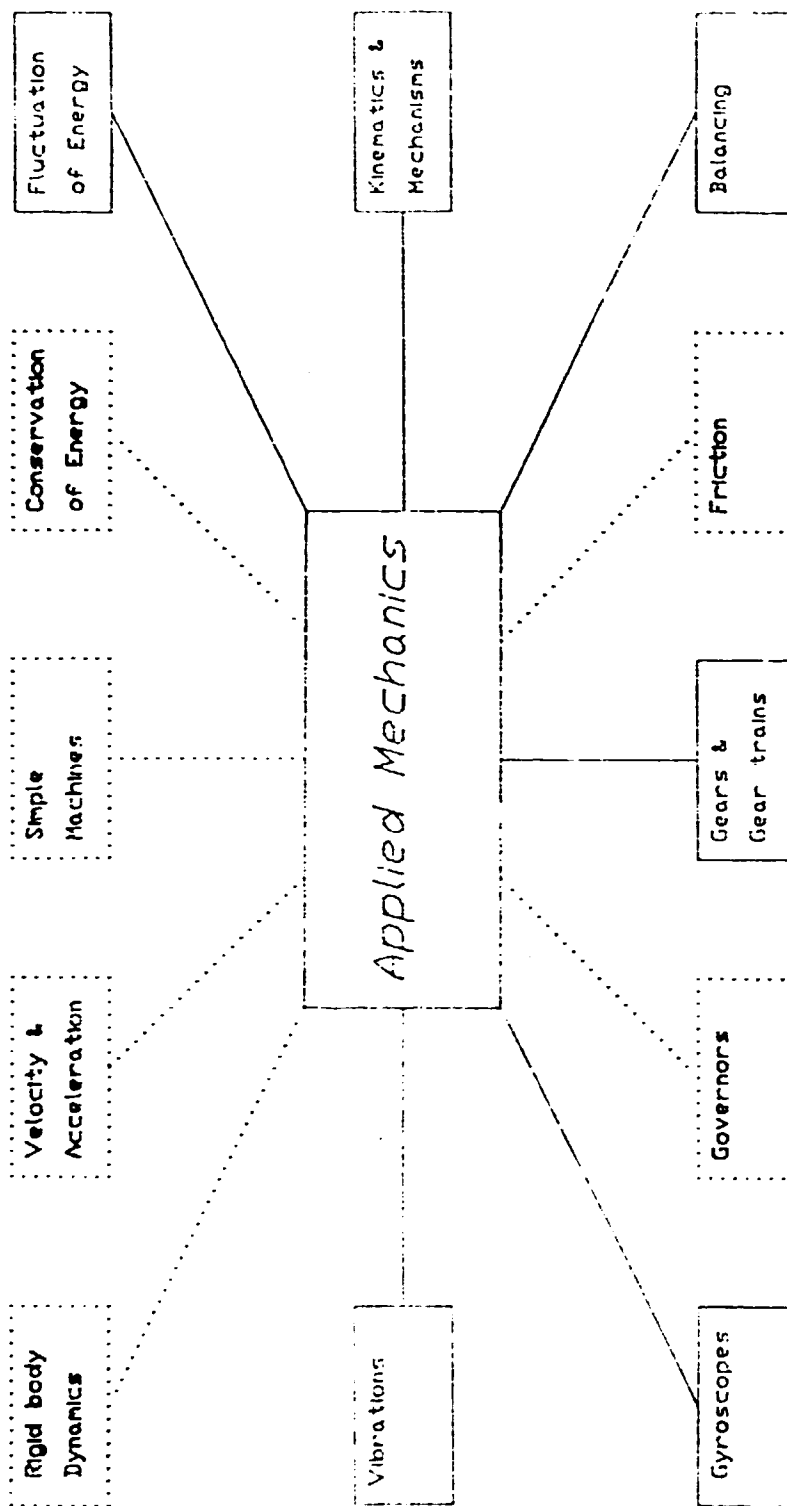 Rigid body
Dynamics
Velocity &
Acceleration
Simple
Machines
Conservation
of Energy
Fluctuation
of Energy
Vibrations
Applied Mechanics
Kinematics &
Mechanisms
Gyroscopes
Governors
Gears &
Gear trains
Friction
Balancing